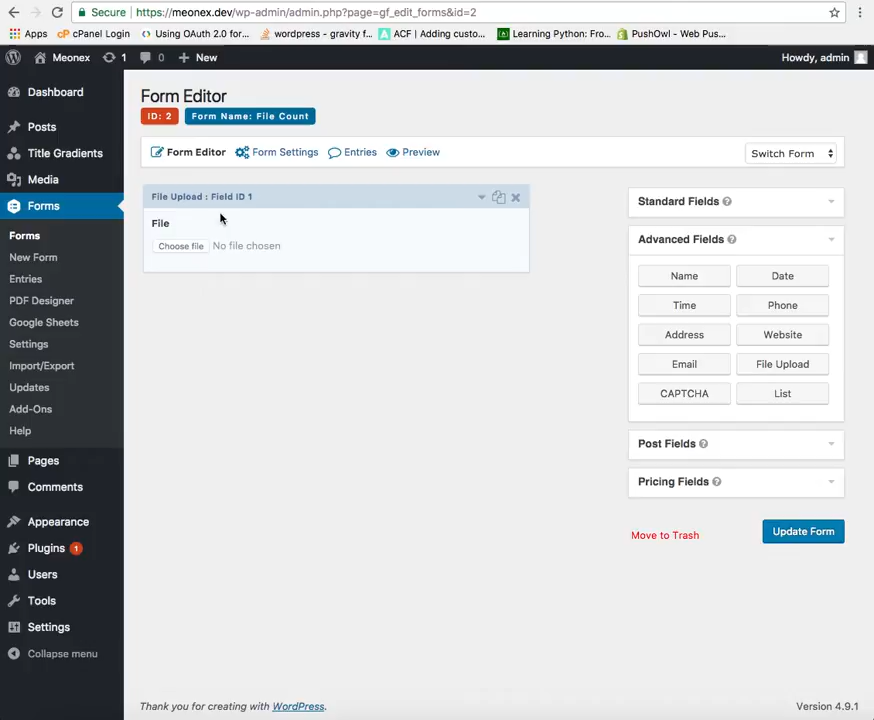 Secure https://meonex.dev/wp-admin/admin.php?page=gf_edit_forms&id=2
Apps cPanel Login Using OAuth 2.0 for... wordpress - gravity f... ACF | Adding custo... Learning Python: Fro... PushOwl - Web Pus...
Meonex 1 0 New Howdy, admin
Dashboard
Posts
Title Gradients
Media
Forms
Forms
New Form
Entries
PDF Designer
Google Sheets
Settings
Import/Export
Updates
Add-Ons
Help
Pages
Comments
Appearance
Plugins 1
Users
Tools
Settings
Collapse menu
Form Editor
ID: 2 Form Name: File Count
Form Editor Form Settings Entries Preview Switch Form
File Upload : Field ID 1
File
Choose file No file chosen
Standard Fields ?
Advanced Fields ?
Name Date
Time Phone
Address Website
Email File Upload
CAPTCHA List
Post Fields ?
Pricing Fields ?
Move to Trash Update Form
Thank you for creating with WordPress. Version 4.9.1